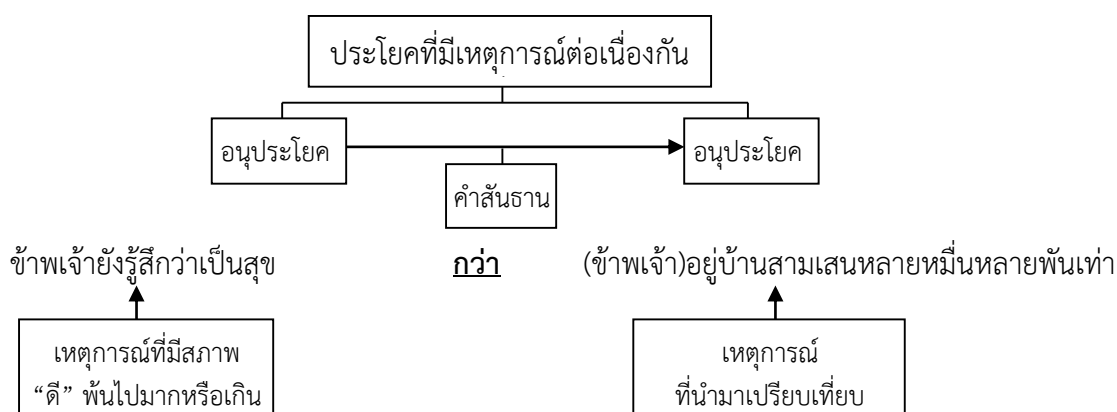 ประโยคที่มีเหตุการณ์ต่อเนื่องกัน
อนุประโยค
อนุประโยค
คำสันธาน
ข้าพเจ้ายังรู้สึกว่าเป็นสุข กว่า (ข้าพเจ้า)อยู่บ้านสามเสนหลายหมื่นหลายพันเท่า
เหตุการณ์ที่มีสภาพ
“ดี” พ้นไปมากหรือเกิน
เหตุการณ์
ที่นำมาเปรียบเที่ยบ